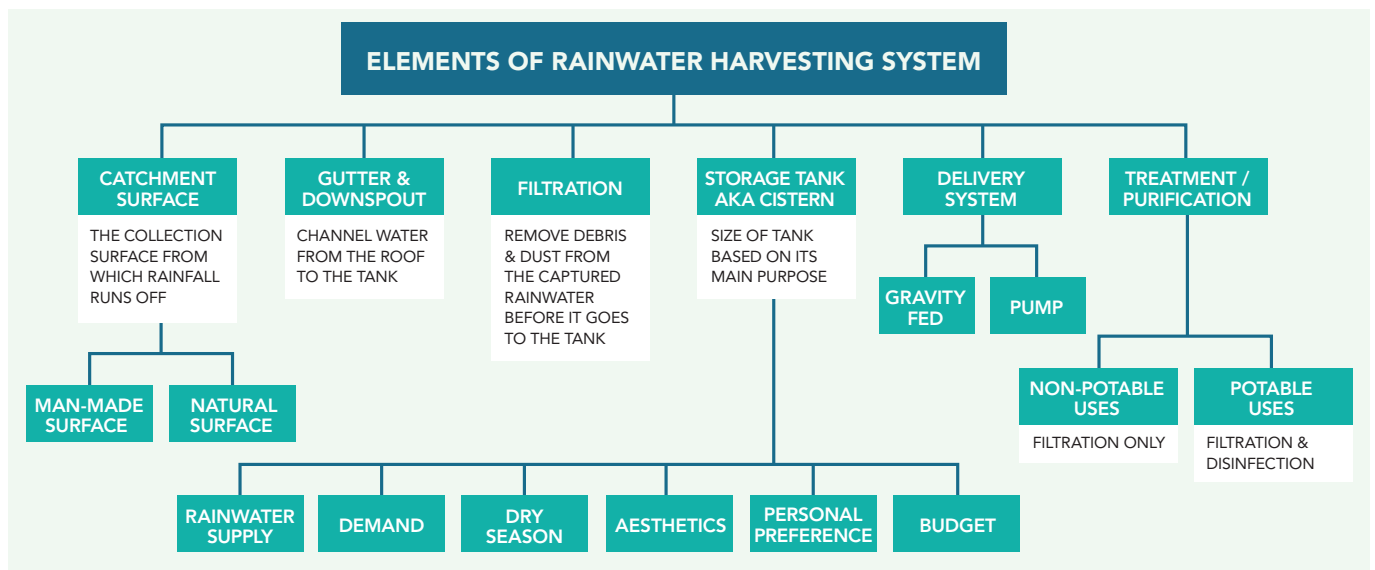 ELEMENTS OF RAINWATER HARVESTING SYSTEM
CATCHMENT
SURFACE
THE COLLECTION
SURFACE FROM
WHICH RAINFALL
RUNS OFF
MAN-MADE
SURFACE
NATURAL
SURFACE
GUTTER &
DOWNSPOUT
CHANNEL WATER
FROM THE ROOF
TO THE TANK
FILTRATION
REMOVE DEBRIS
& DUST FROM
THE CAPTURED
RAINWATER
BEFORE IT GOES
TO THE TANK
STORAGE TANK
AKA CISTERN
SIZE OF TANK
BASED ON ITS
MAIN PURPOSE
RAINWATER
SUPPLY
DEMAND
DRY
SEASON
AESTHETICS
PERSONAL
PREFERENCE
BUDGET
DELIVERY
SYSTEM
GRAVITY
FED
PUMP
TREATMENT /
PURIFICATION
NON-POTABLE
USES
FILTRATION ONLY
POTABLE
USES
FILTRATION &
DISINFECTION